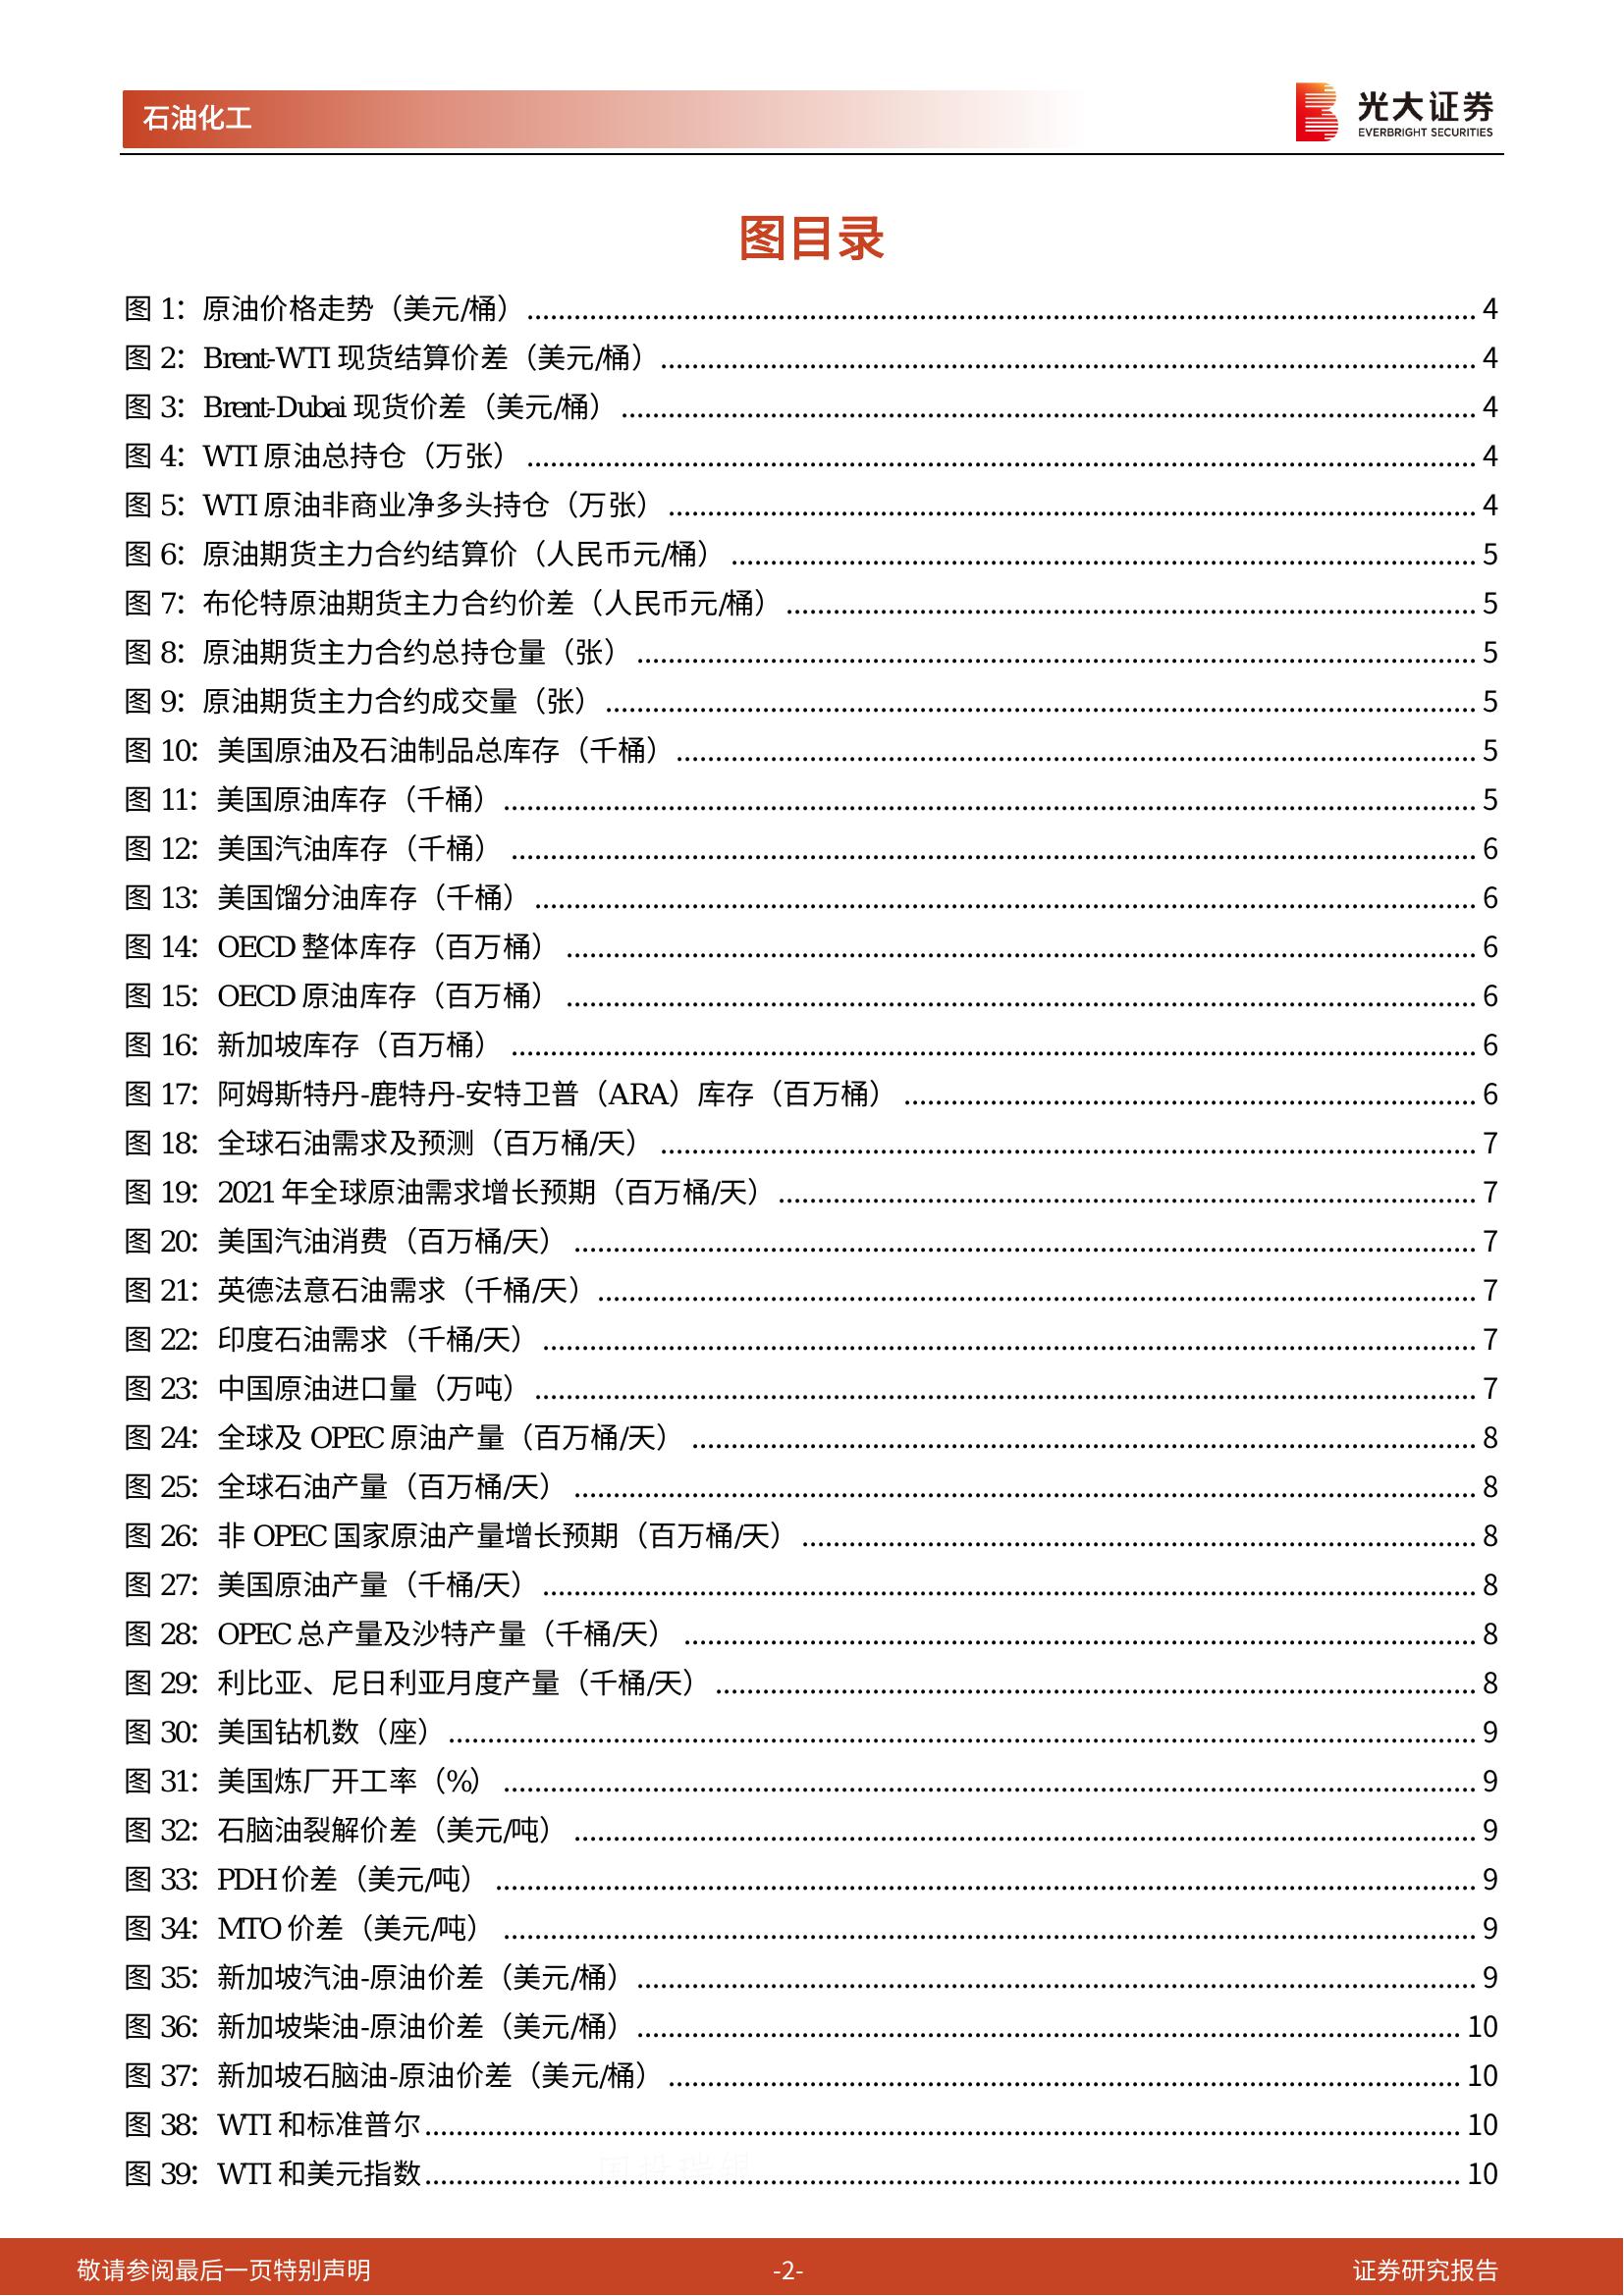 石油化工
光大证券
EVERBRIGHT SECURITIES
图目录
图 1：原油价格走势（美元/桶） 4
图 2：Brent-WTI 现货结算价差（美元/桶） 4
图 3：Brent-Dubai 现货价差（美元/桶） 4
图 4：WTI 原油总持仓（万张） 4
图 5：WTI 原油非商业净多头持仓（万张） 4
图 6：原油期货主力合约结算价（人民币元/桶） 5
图 7：布伦特原油期货主力合约价差（人民币元/桶） 5
图 8：原油期货主力合约总持仓量（张） 5
图 9：原油期货主力合约成交量（张） 5
图 10：美国原油及石油制品总库存（千桶） 5
图 11：美国原油库存（千桶） 5
图 12：美国汽油库存（千桶） 6
图 13：美国馏分油库存（千桶） 6
图 14：OECD 整体库存（百万桶） 6
图 15：OECD 原油库存（百万桶） 6
图 16：新加坡库存（百万桶） 6
图 17：阿姆斯特丹-鹿特丹-安特卫普（ARA）库存（百万桶） 6
图 18：全球石油需求及预测（百万桶/天） 7
图 19：2021 年全球原油需求增长预期（百万桶/天） 7
图 20：美国汽油消费（百万桶/天） 7
图 21：英德法意石油需求（千桶/天） 7
图 22：印度石油需求（千桶/天） 7
图 23：中国原油进口量（万吨） 7
图 24：全球及 OPEC 原油产量（百万桶/天） 8
图 25：全球石油产量（百万桶/天） 8
图 26：非 OPEC 国家原油产量增长预期（百万桶/天） 8
图 27：美国原油产量（千桶/天） 8
图 28：OPEC 总产量及沙特产量（千桶/天） 8
图 29：利比亚、尼日利亚月度产量（千桶/天） 8
图 30：美国钻机数（座） 9
图 31：美国炼厂开工率（%） 9
图 32：石脑油裂解价差（美元/吨） 9
图 33：PDH 价差（美元/吨） 9
图 34：MTO 价差（美元/吨） 9
图 35：新加坡汽油-原油价差（美元/桶） 9
图 36：新加坡柴油-原油价差（美元/桶） 10
图 37：新加坡石脑油-原油价差（美元/桶） 10
图 38：WTI 和标准普尔 10
图 39：WTI 和美元指数 10
敬请参阅最后一页特别声明
-2-
证券研究报告